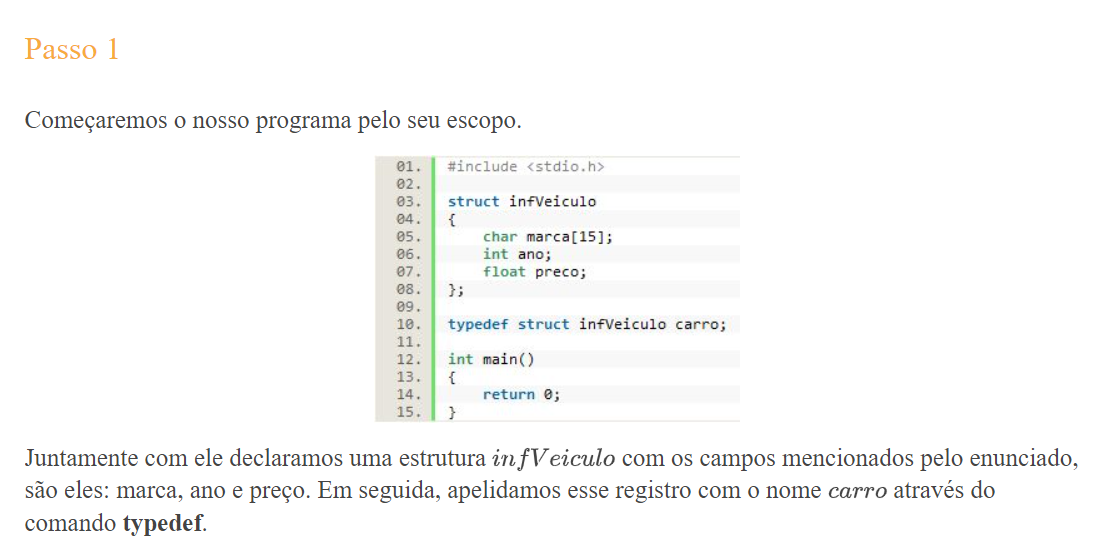 Passo 1
Começaremos o nosso programa pelo seu escopo.
01. #include <stdio.h>
02.
03. struct infVeiculo
04. {
05.     char marca[15];
06.     int ano;
07.     float preco;
08. };
09.
10. typedef struct infVeiculo carro;
11.
12. int main()
13. {
14.     return 0;
15. }
Juntamente com ele declaramos uma estrutura infVeiculo com os campos mencionados pelo enunciado,
são eles: marca, ano e preço. Em seguida, apelidamos esse registro com o nome carro através do
comando typedef.